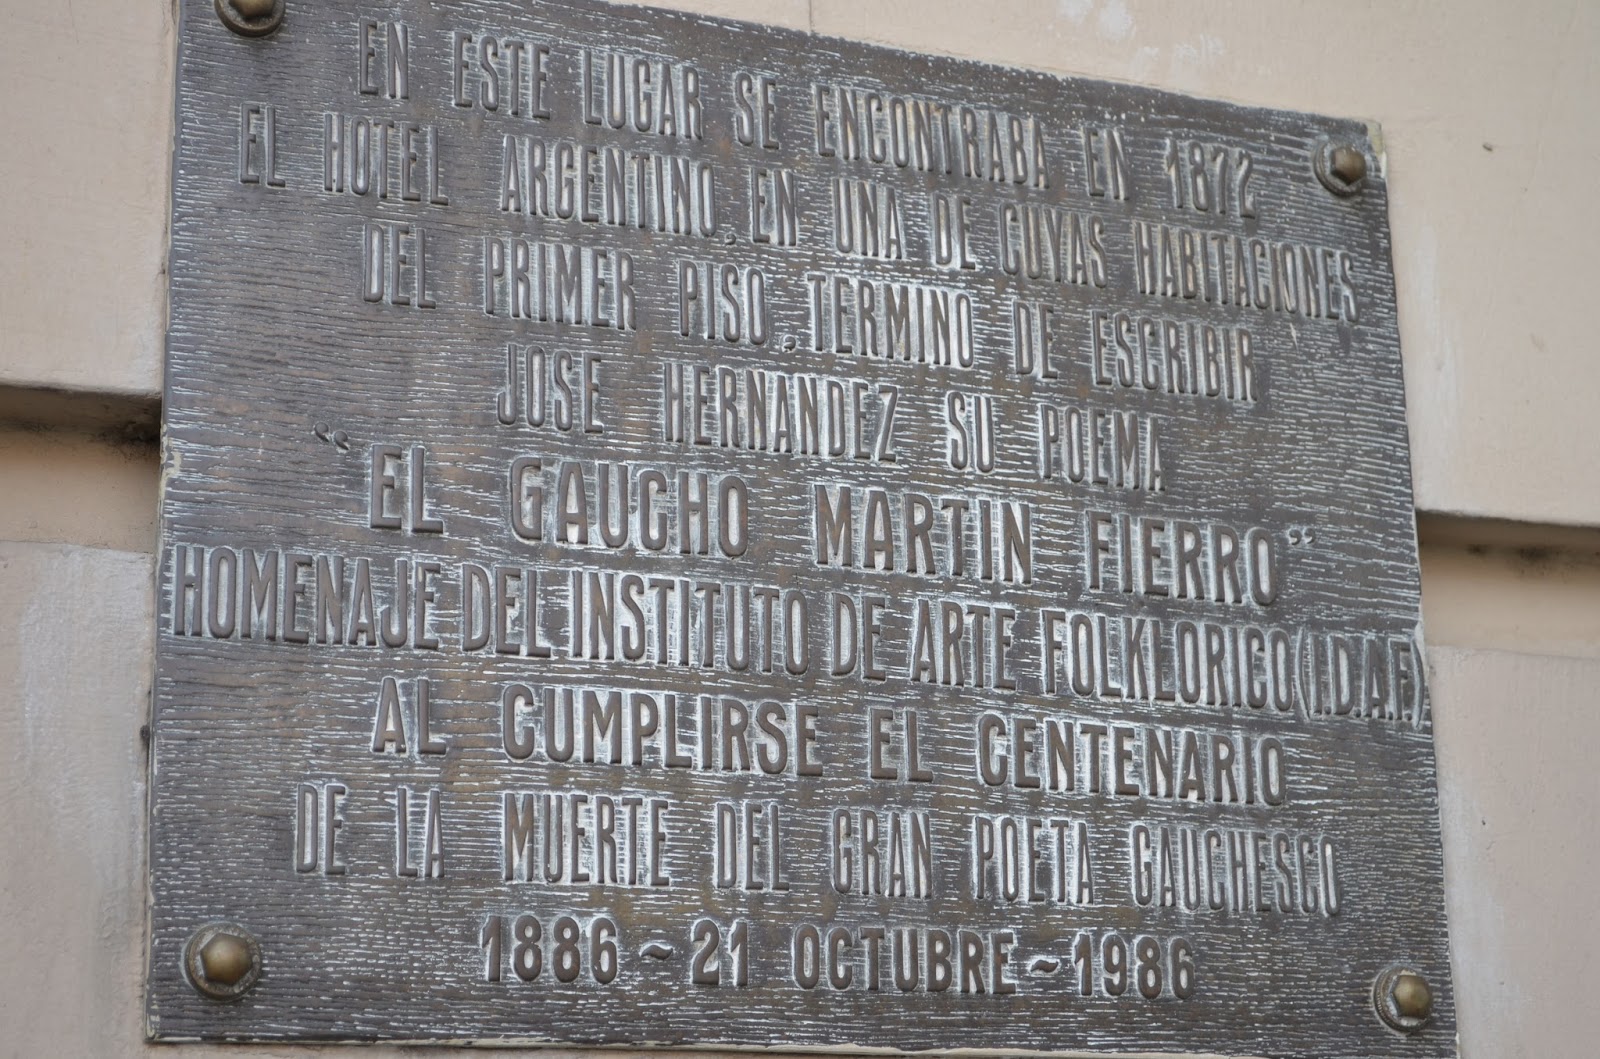 EN ESTE LUGAR SE ENCONTRABA EN 1872
EL HOTEL ARGENTINO, EN UNA DE CUYAS HABITACIONES
DEL PRIMER PISO, TERMINO DE ESCRIBIR
JOSE HERNANDEZ SU POEMA
“EL GAUCHO MARTIN FIERRO”
HOMENAJE DEL INSTITUTO DE ARTE FOLKLORICO (I.D.A.F.)
AL CUMPLIRSE EL CENTENARIO
DE LA MUERTE DEL GRAN POETA GAUCHESCO
1886 ~ 21 OCTUBRE ~ 1986